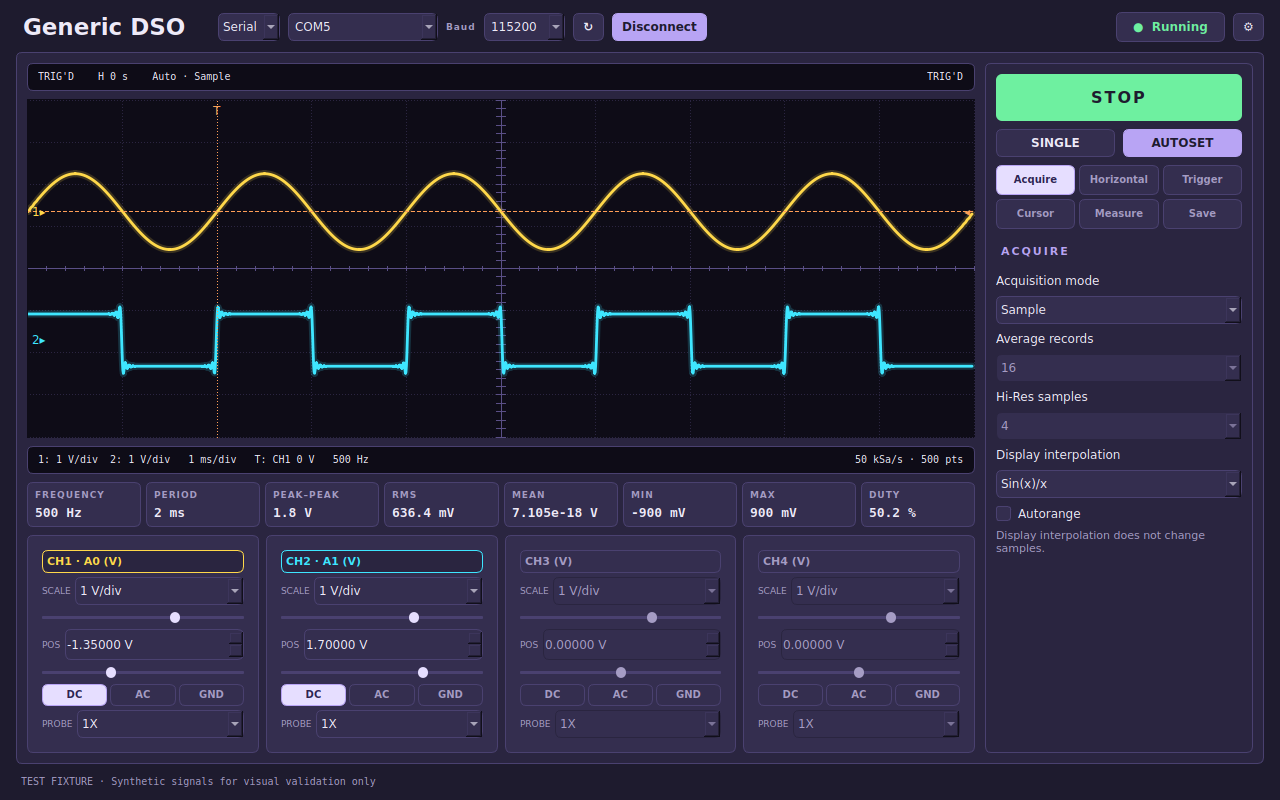 Generic DSO
Serial
COM5
Baud
115200
↻
Disconnect
● Running
⚙
TRIG'D H 0 s Auto · Sample
TRIG'D
T
1▸
2▸
1: 1 V/div 2: 1 V/div 1 ms/div T: CH1 0 V 500 Hz
50 kSa/s · 500 pts
FREQUENCY
500 Hz
PERIOD
2 ms
PEAK–PEAK
1.8 V
RMS
636.4 mV
MEAN
7.105e-18 V
MIN
-900 mV
MAX
900 mV
DUTY
50.2 %
CH1 · A0 (V)
SCALE 1 V/div
POS -1.35000 V
DC AC GND
PROBE 1X
CH2 · A1 (V)
SCALE 1 V/div
POS 1.70000 V
DC AC GND
PROBE 1X
CH3 (V)
SCALE 1 V/div
POS 0.00000 V
DC AC GND
PROBE 1X
CH4 (V)
SCALE 1 V/div
POS 0.00000 V
DC AC GND
PROBE 1X
STOP
SINGLE AUTOSET
Acquire Horizontal Trigger
Cursor Measure Save
ACQUIRE
Acquisition mode
Sample
Average records
16
Hi-Res samples
4
Display interpolation
Sin(x)/x
Autorange
Display interpolation does not change
samples.
TEST FIXTURE · Synthetic signals for visual validation only